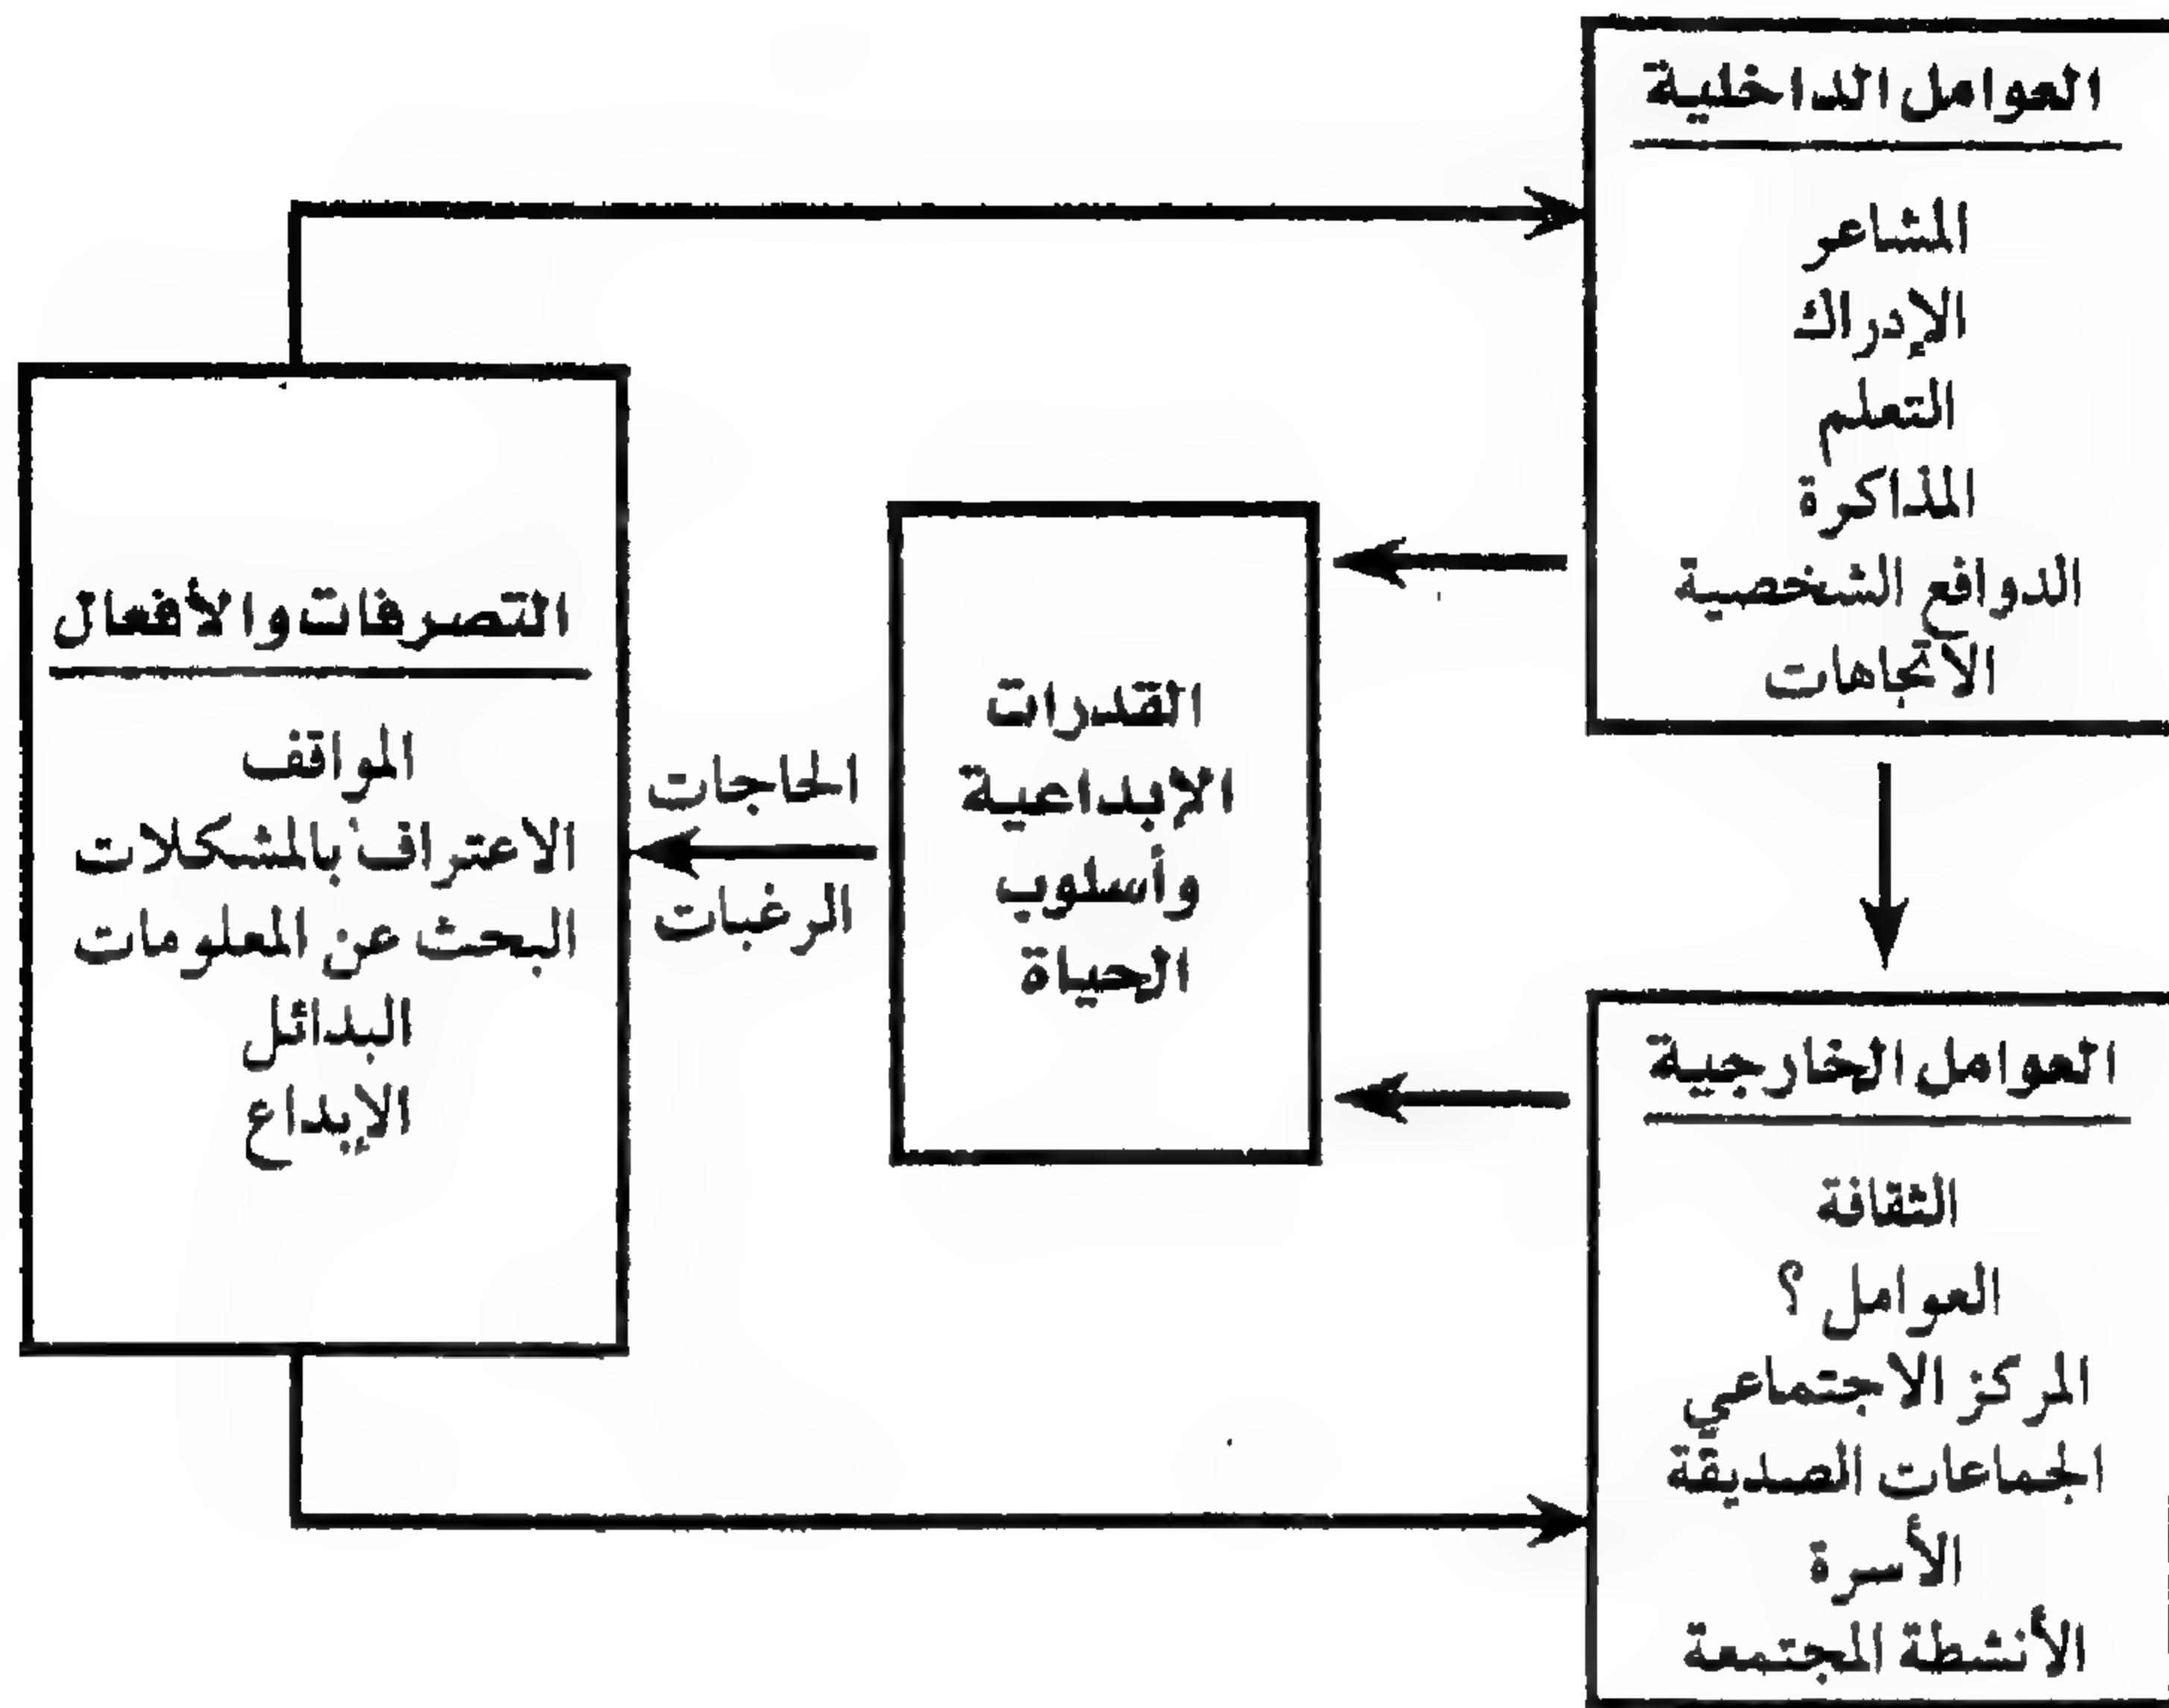 العوامل الداخلية
المشاعر
الإدراك
التعلم
المذاكرة
الدوافع الشخصية
الاتجاهات
العوامل الخارجية
الثقافة
العوامل ؟
المركز الاجتماعي
الجماعات الصديقة
الأسرة
الأنشطة المجتمعة
القدرات
الإبداعية
وأسلوب
الحياة
الحاجات
الرغبات
التصرفات والأفعال
المواقف
الاعتراف بالمشكلات
البحث عن المعلومات
البدائل
الإبداع